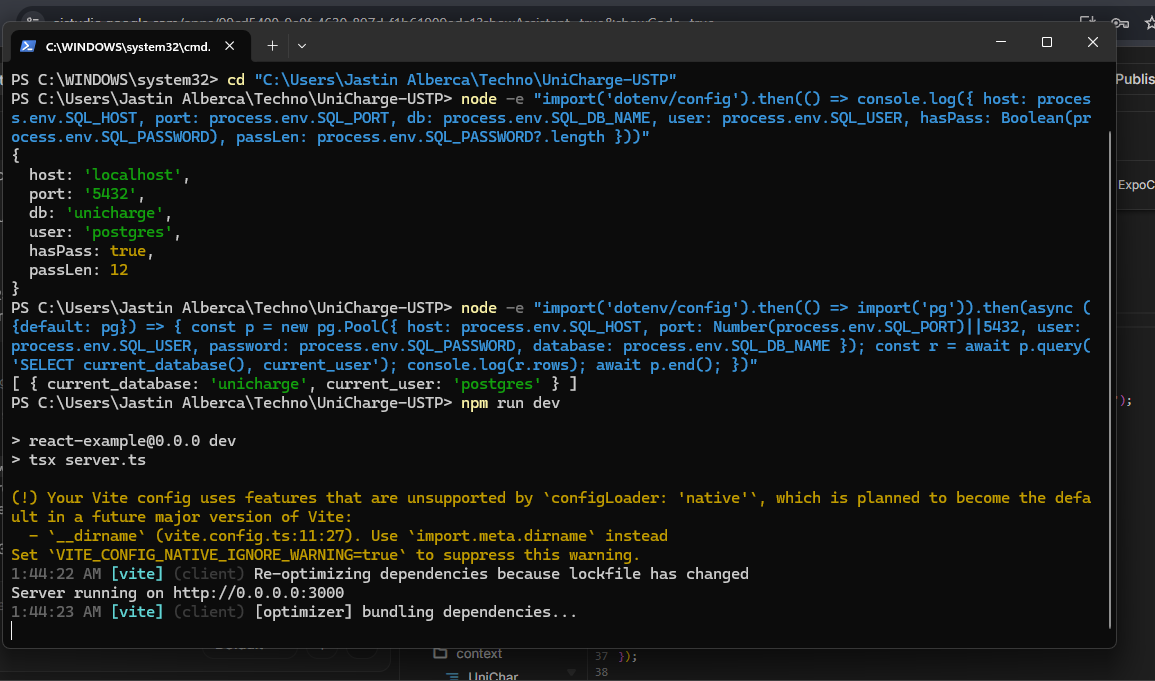 C:\WINDOWS\system32\cmd.
PS C:\WINDOWS\system32> cd "C:\Users\Jastin Alberca\Techno\UniCharge-USTP"
PS C:\Users\Jastin Alberca\Techno\UniCharge-USTP> node -e "import('dotenv/config').then(() => console.log({ host: proces
s.env.SQL_HOST, port: process.env.SQL_PORT, db: process.env.SQL_DB_NAME, user: process.env.SQL_USER, hasPass: Boolean(pr
ocess.env.SQL_PASSWORD), passLen: process.env.SQL_PASSWORD?.length }))"
{
  host: 'localhost',
  port: '5432',
  db: 'unicharge',
  user: 'postgres',
  hasPass: true,
  passLen: 12
}
PS C:\Users\Jastin Alberca\Techno\UniCharge-USTP> node -e "import('dotenv/config').then(() => import('pg')).then(async (
{default: pg}) => { const p = new pg.Pool({ host: process.env.SQL_HOST, port: Number(process.env.SQL_PORT)||5432, user:
process.env.SQL_USER, password: process.env.SQL_PASSWORD, database: process.env.SQL_DB_NAME }); const r = await p.query(
'SELECT current_database(), current_user'); console.log(r.rows); await p.end(); })"
[ { current_database: 'unicharge', current_user: 'postgres' } ]
PS C:\Users\Jastin Alberca\Techno\UniCharge-USTP> npm run dev
> react-example@0.0.0 dev
> tsx server.ts
(!) Your Vite config uses features that are unsupported by `configLoader: 'native'`, which is planned to become the defa
ult in a future major version of Vite:
  - `__dirname` (vite.config.ts:11:27). Use `import.meta.dirname` instead
Set `VITE_CONFIG_NATIVE_IGNORE_WARNING=true` to suppress this warning.
1:44:22 AM [vite] (client) Re-optimizing dependencies because lockfile has changed
Server running on http://0.0.0.0:3000
1:44:23 AM [vite] (client) [optimizer] bundling dependencies...
Publis
ExpoC
');
context
37 });
UniChar
38